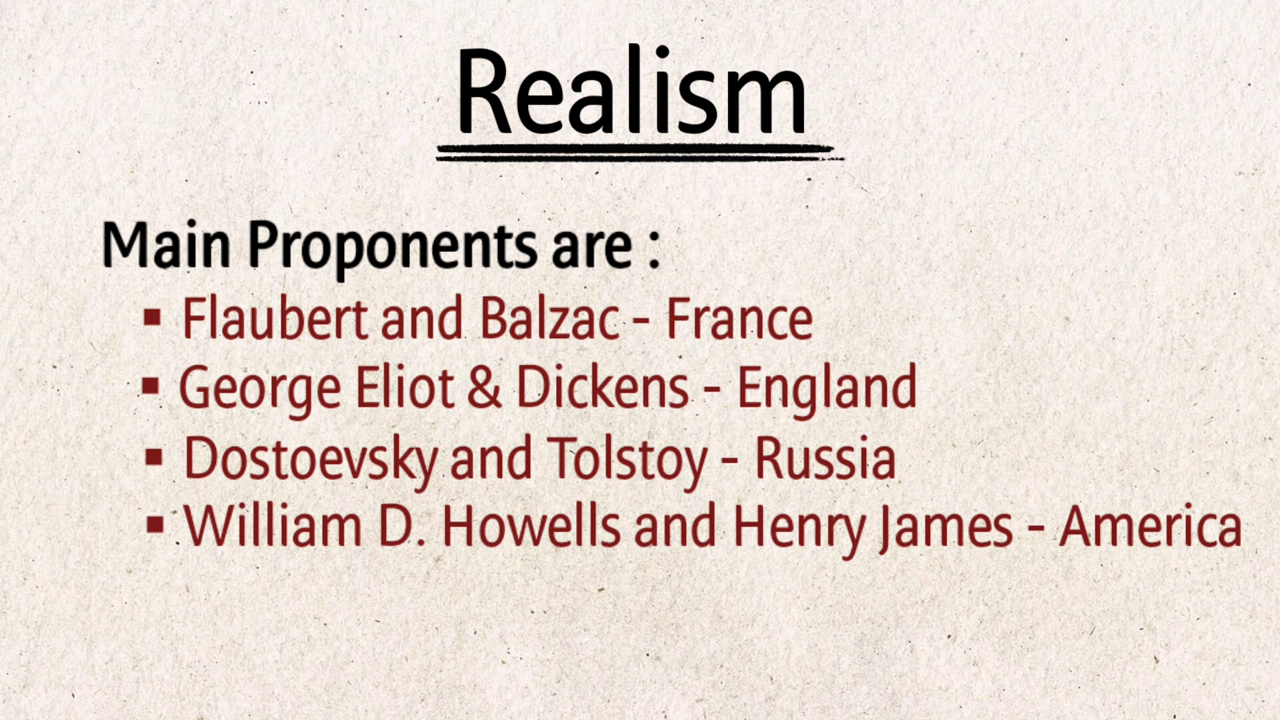 Realism
Main Proponents are :
▪ Flaubert and Balzac - France
▪ George Eliot & Dickens - England
▪ Dostoevsky and Tolstoy - Russia
▪ William D. Howells and Henry James - America